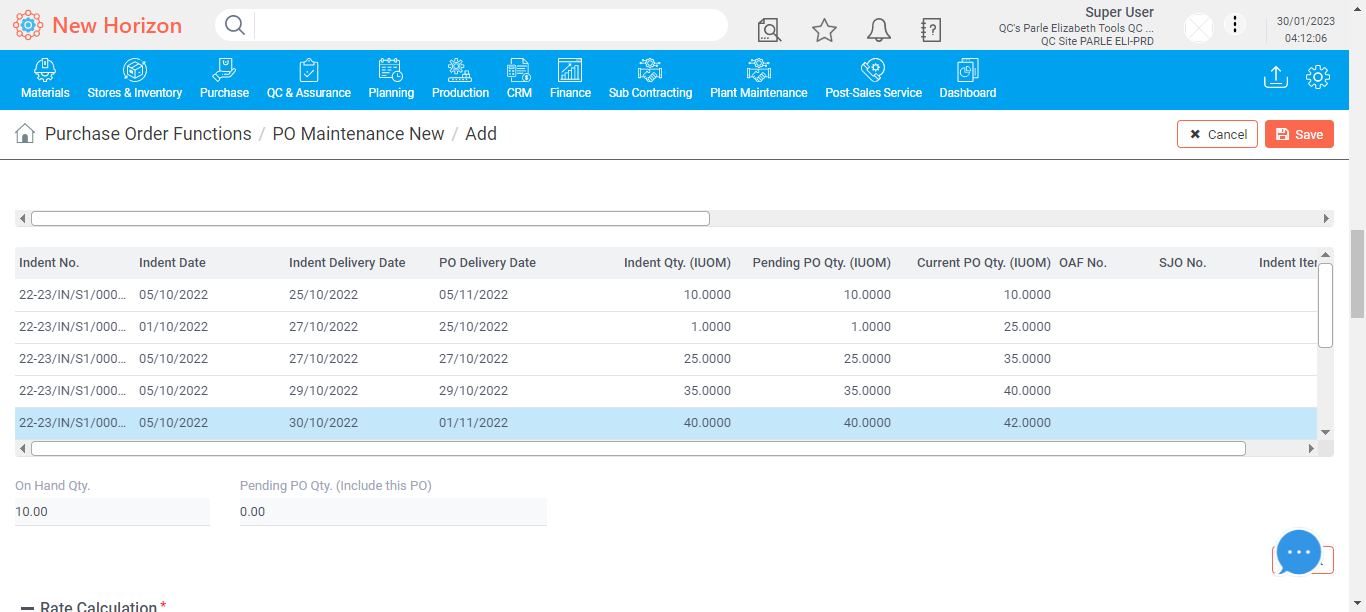 New Horizon
Super User
QC's Parle Elizabeth Tools QC ...
QC Site PARLE ELI-PRD
30/01/2023
04:12:06
Materials Stores & Inventory Purchase QC & Assurance Planning Production CRM Finance Sub Contracting Plant Maintenance Post-Sales Service Dashboard
Purchase Order Functions / PO Maintenance New / Add
Cancel Save
Indent No. Indent Date Indent Delivery Date PO Delivery Date Indent Qty. (IUOM) Pending PO Qty. (IUOM) Current PO Qty. (IUOM) OAF No. SJO No. Indent
22-23/IN/S1/000... 05/10/2022 25/10/2022 05/11/2022 10.0000 10.0000 10.0000
22-23/IN/S1/000... 01/10/2022 27/10/2022 25/10/2022 1.0000 1.0000 25.0000
22-23/IN/S1/000... 05/10/2022 27/10/2022 27/10/2022 25.0000 25.0000 35.0000
22-23/IN/S1/000... 05/10/2022 29/10/2022 29/10/2022 35.0000 35.0000 40.0000
22-23/IN/S1/000... 05/10/2022 30/10/2022 01/11/2022 40.0000 40.0000 42.0000
On Hand Qty. Pending PO Qty. (Include this PO)
10.00 0.00
Rate Calculation *